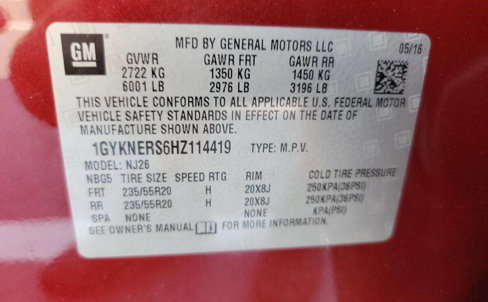 GM
MFD BY GENERAL MOTORS LLC 05/16
GVWR GAWR FRT GAWR RR
2722 KG 1350 KG 1450 KG
6001 LB 2976 LB 3196 LB
THIS VEHICLE CONFORMS TO ALL APPLICABLE U.S. FEDERAL MOTOR
VEHICLE SAFETY STANDARDS IN EFFECT ON THE DATE OF
MANUFACTURE SHOWN ABOVE.
1GYKNERS6HZ114419 TYPE: M.P.V.
MODEL: NJ26
NBG5 TIRE SIZE SPEED RTG RIM COLD TIRE PRESSURE
FRT 235/55R20 H 20X8J 250KPA(36PSI)
RR 235/55R20 H 20X8J 250KPA(36PSI)
SPA NONE NONE KPA(PSI)
SEE OWNER'S MANUAL FOR MORE INFORMATION.